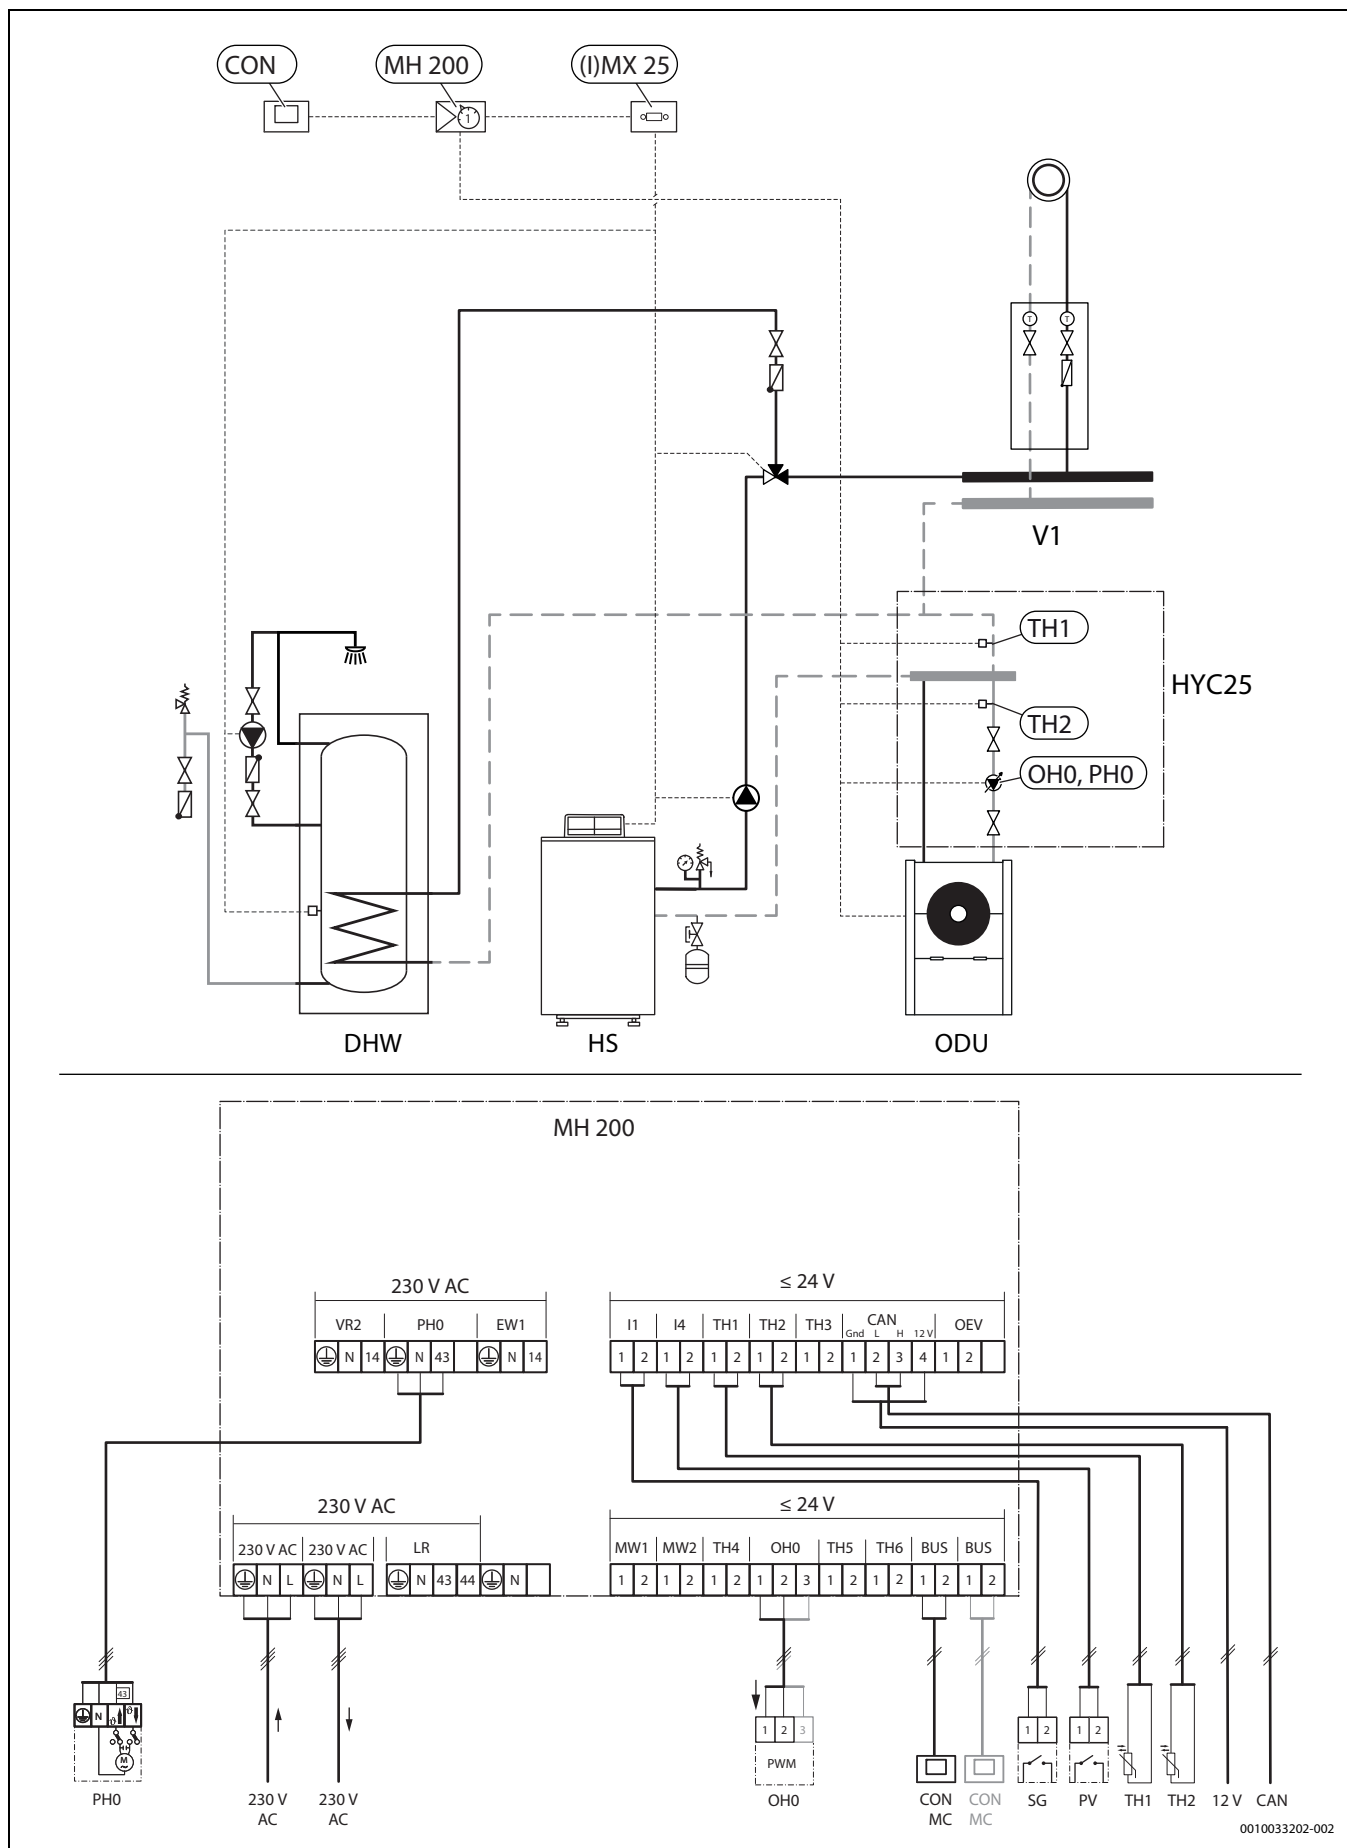 CON MH 200 (I)MX 25
1
T T
V1
TH1
HYC25
TH2
OH0, PH0
DHW HS ODU
MH 200
230 V AC ≤ 24 V
VR2 PH0 EW1 I1 I4 TH1 TH2 TH3 CAN OEV
Gnd L H 12 V
N 14 N 43 N 14 1 2 1 2 1 2 1 2 1 2 1 2 3 4 1 2
230 V AC ≤ 24 V
230 V AC 230 V AC LR MW1 MW2 TH4 OH0 TH5 TH6 BUS BUS
N L N L N 43 44 N 1 2 1 2 1 2 1 2 3 1 2 1 2 1 2 1 2
43
N
M
~
1 2 3
PWM
1 2 1 2
PH0 230 V AC 230 V AC OH0 CON MC CON MC SG PV TH1 TH2 12 V CAN
0010033202-002